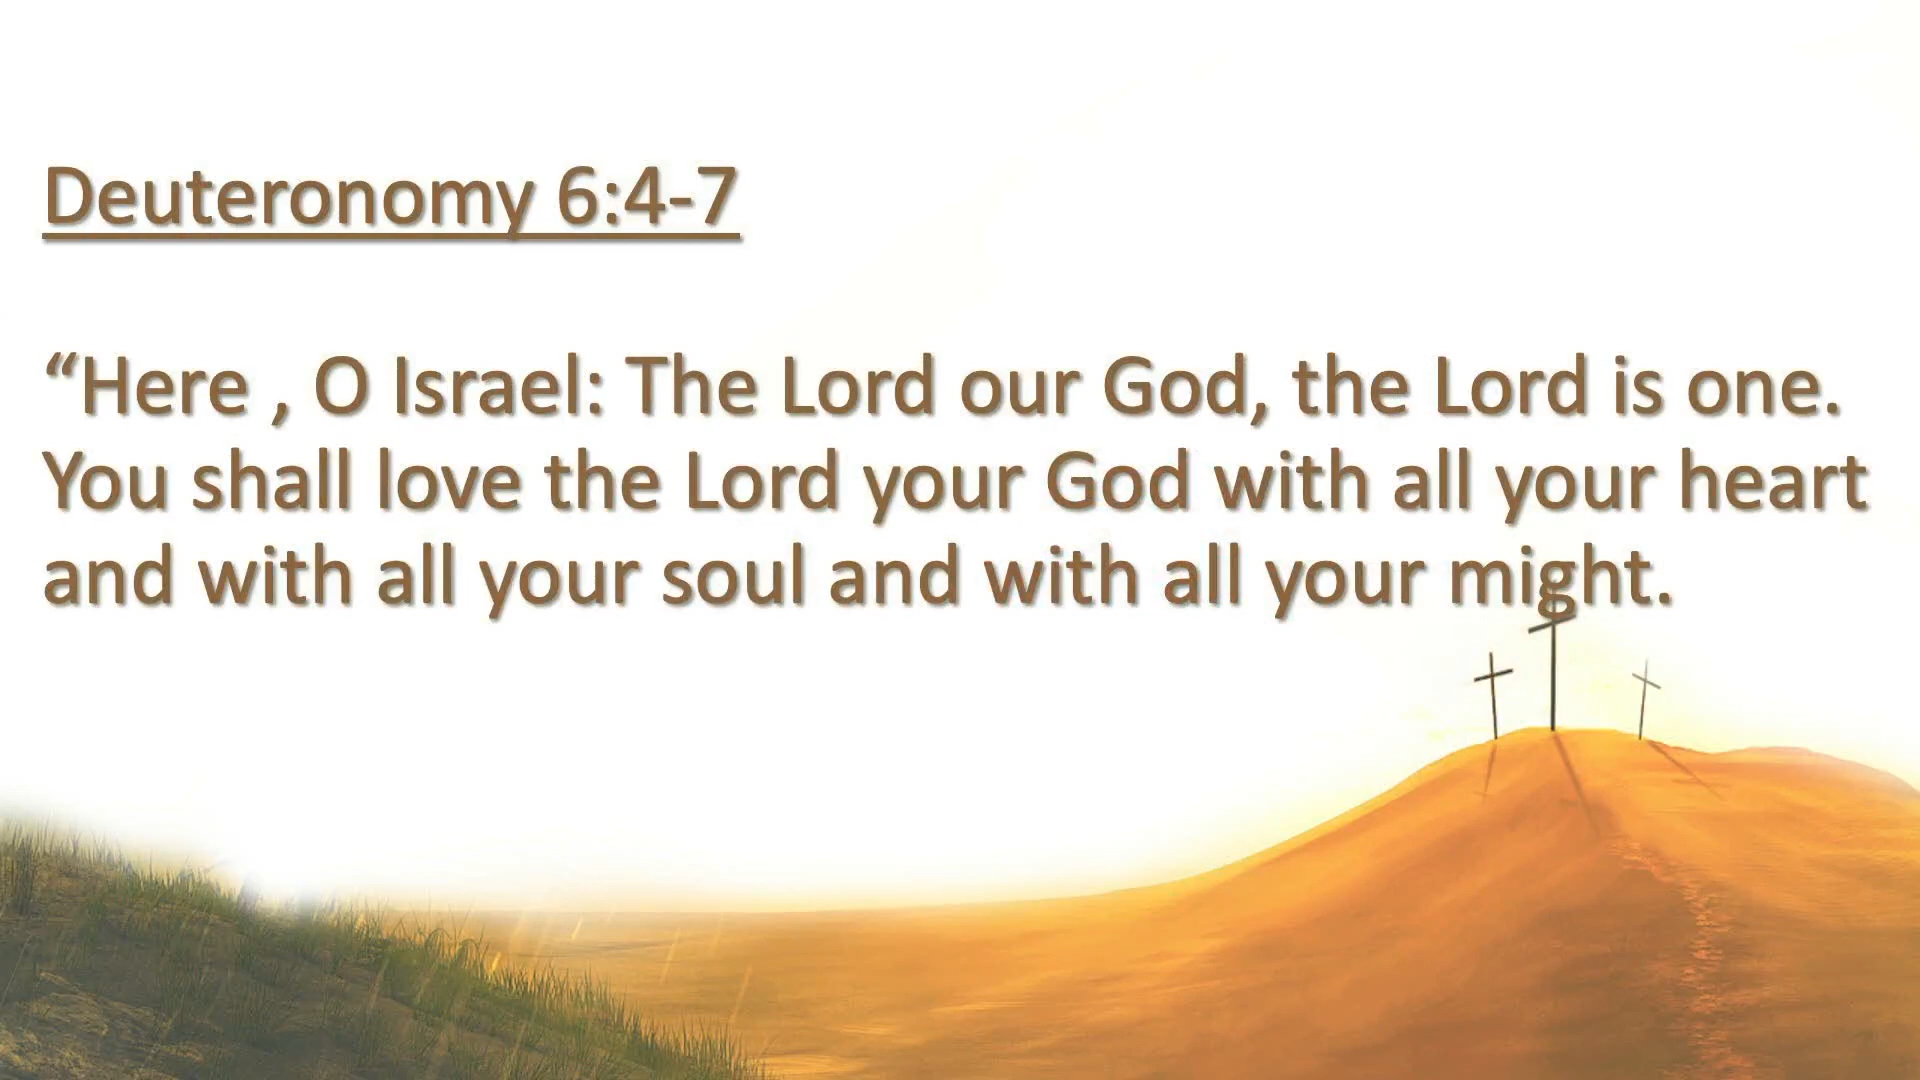 Deuteronomy 6:4-7
“Here , O Israel: The Lord our God, the Lord is one.
You shall love the Lord your God with all your heart
and with all your soul and with all your might.